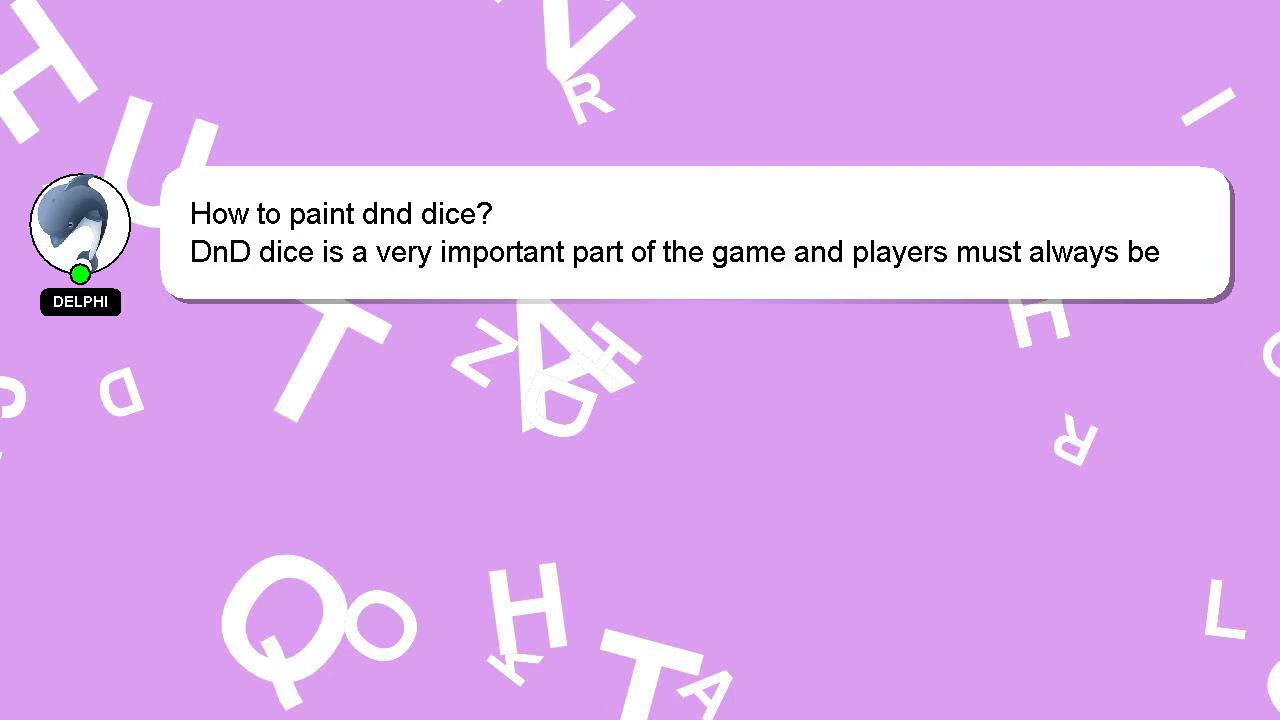 How to paint dnd dice?
DnD dice is a very important part of the game and players must always be
DELPHI
H
U
V
R
I
T
Z
A
H
D
H
R
D
Q
O
H
K
T
A
L